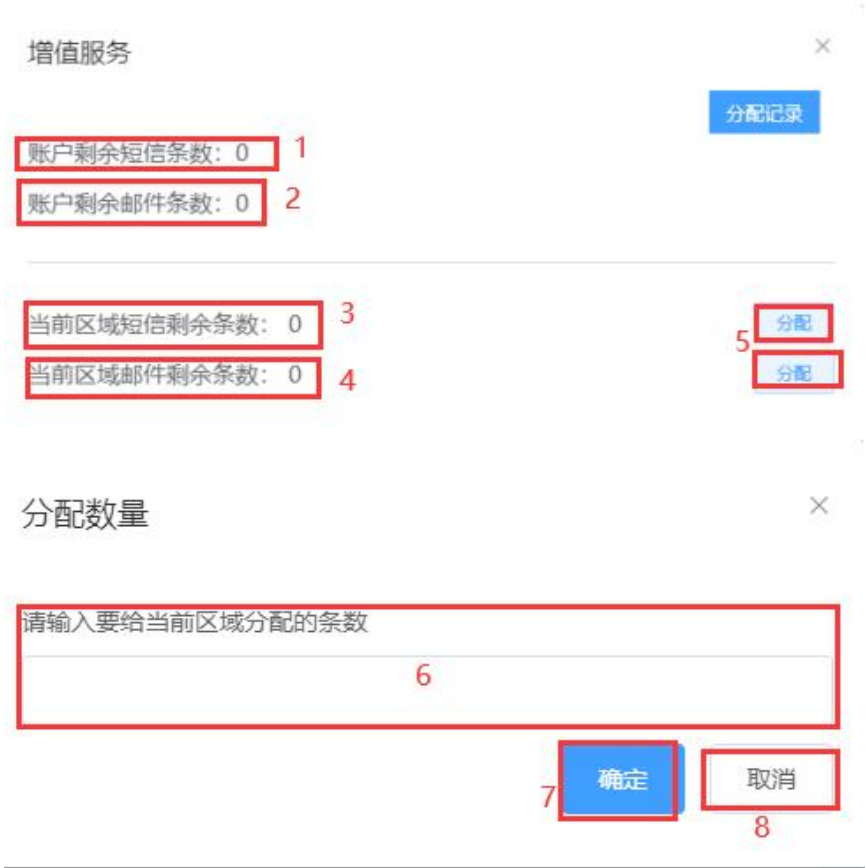 增值服务 ×
分配记录
账户剩余短信条数：0 1
账户剩余邮件条数：0 2
当前区域短信剩余条数： 0 3 分配
5
当前区域邮件剩余条数： 0 4 分配
分配数量 ×
请输入要给当前区域分配的条数
6
7 确定 取消
8